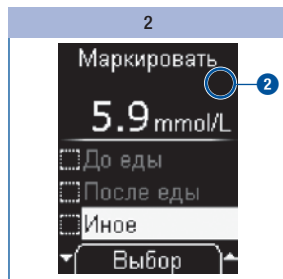 2
Маркировать
2
5.9 mmol/L
До еды
После еды
Иное
Выбор